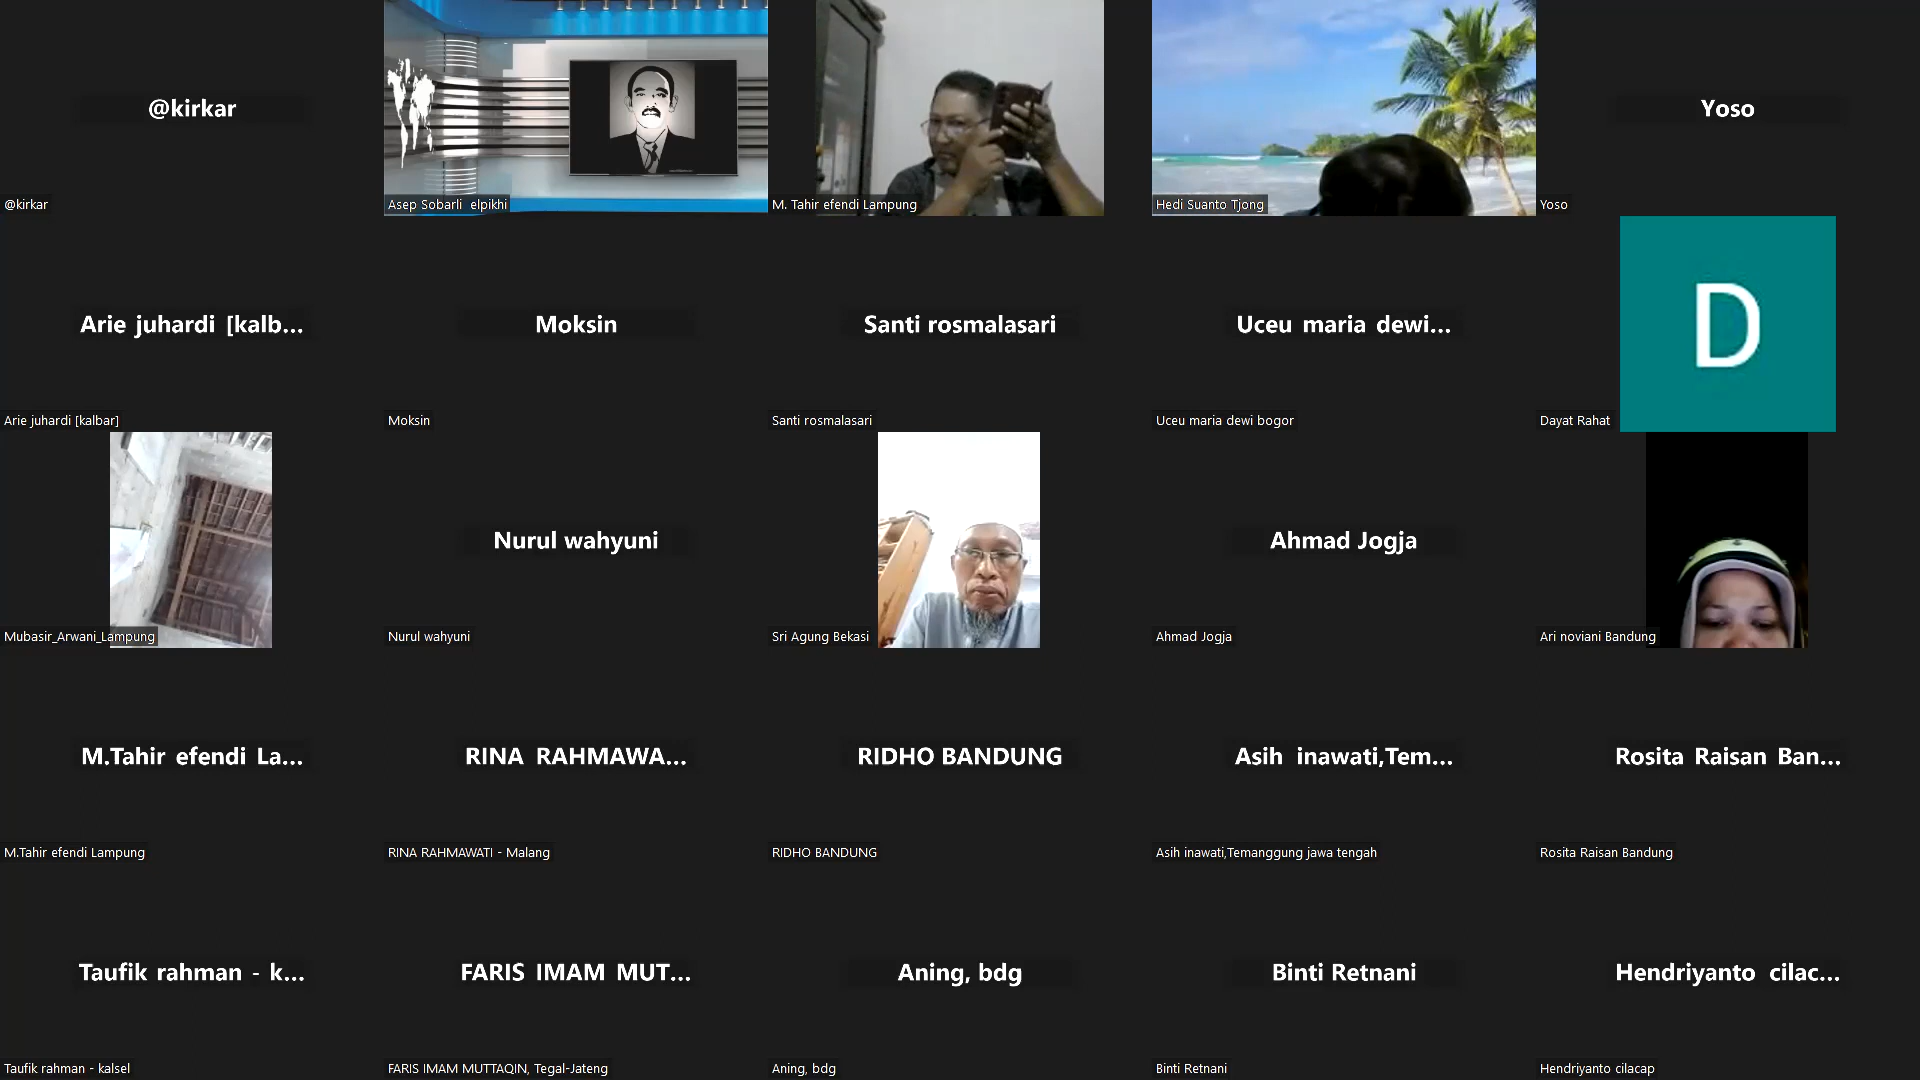 @kirkar
@kirkar
Asep Sobarli elpikhi
M. Tahir efendi Lampung
Hedi Suanto Tjong
Yoso
Yoso
Arie juhardi [kalb...
Arie juhardi [kalbar]
Moksin
Moksin
Santi rosmalasari
Santi rosmalasari
Uceu maria dewi...
Uceu maria dewi bogor
D
Dayat Rahat
Mubasir_Arwani_Lampung
Nurul wahyuni
Nurul wahyuni
Sri Agung Bekasi
Ahmad Jogja
Ahmad Jogja
Ari noviani Bandung
M.Tahir efendi La...
M.Tahir efendi Lampung
RINA RAHMAWA...
RINA RAHMAWATI - Malang
RIDHO BANDUNG
RIDHO BANDUNG
Asih inawati,Tem...
Asih inawati,Temanggung jawa tengah
Rosita Raisan Ban...
Rosita Raisan Bandung
Taufik rahman - k...
Taufik rahman - kalsel
FARIS IMAM MUT...
FARIS IMAM MUTTAQIN, Tegal-Jateng
Aning, bdg
Aning, bdg
Binti Retnani
Binti Retnani
Hendriyanto cilac...
Hendriyanto cilacap